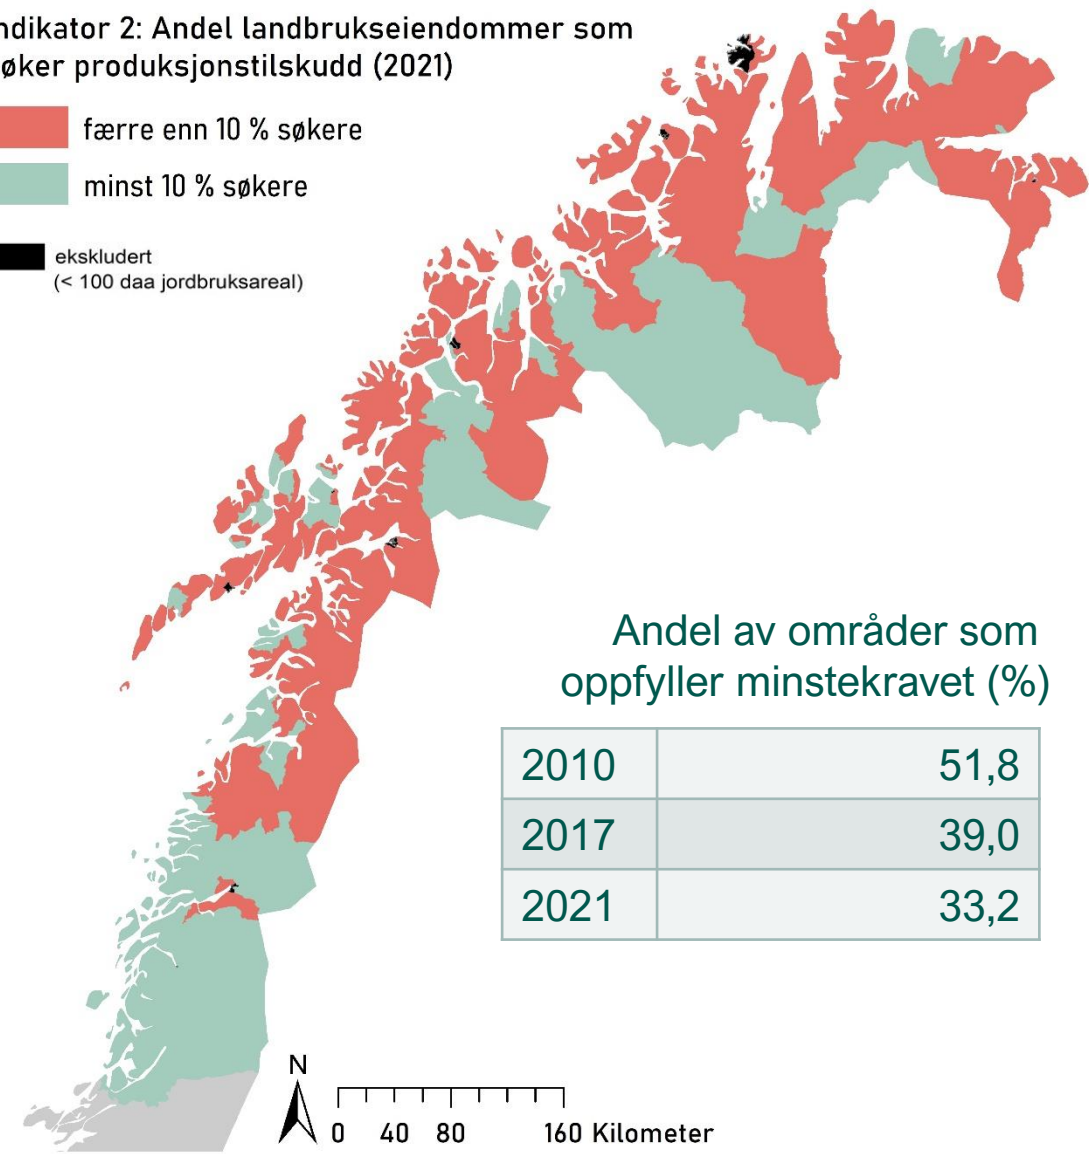 ndikator 2: Andel landbrukseiendommer som
øker produksjonstilskudd (2021)
færre enn 10 % søkere
minst 10 % søkere
ekskludert
(< 100 daa jordbruksareal)
Andel av områder som
oppfyller minstekravet (%)
2010 51,8
2017 39,0
2021 33,2
N
0 40 80 160 Kilometer